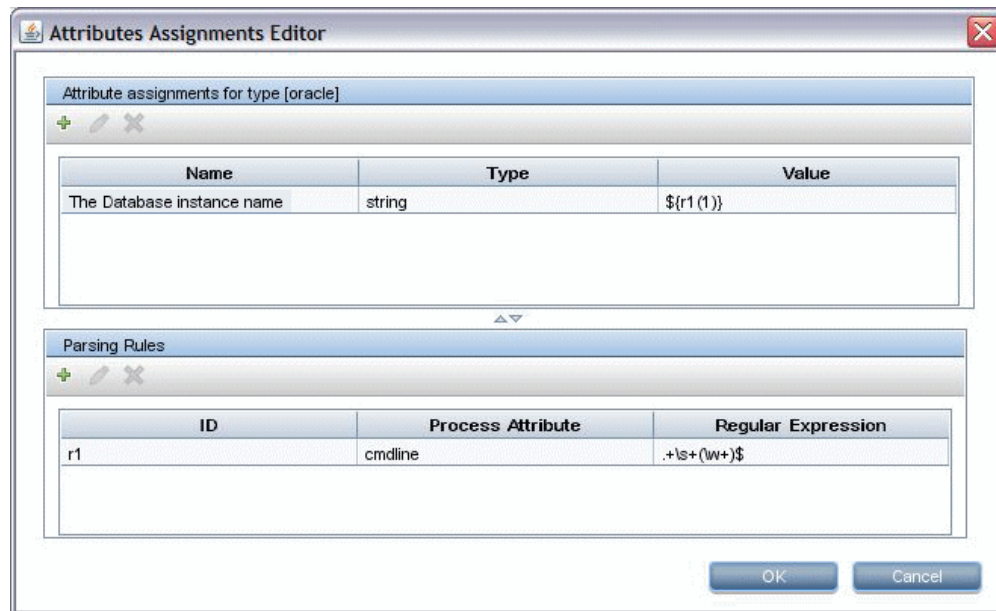 Attributes Assignments Editor
Attribute assignments for type [oracle]
Name Type Value
The Database instance name string ${r1(1)}
Parsing Rules
ID Process Attribute Regular Expression
r1 cmdline .+\s+(\w+)$
OK Cancel